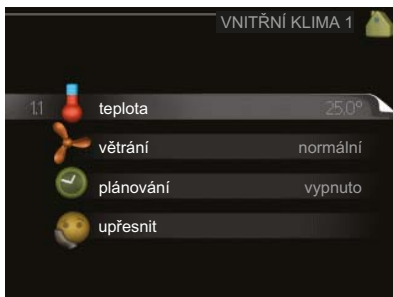 VNITŘNÍ KLIMA 1
1.1 teplota 25.0°
větrání normální
plánování vypnuto
upřesnit